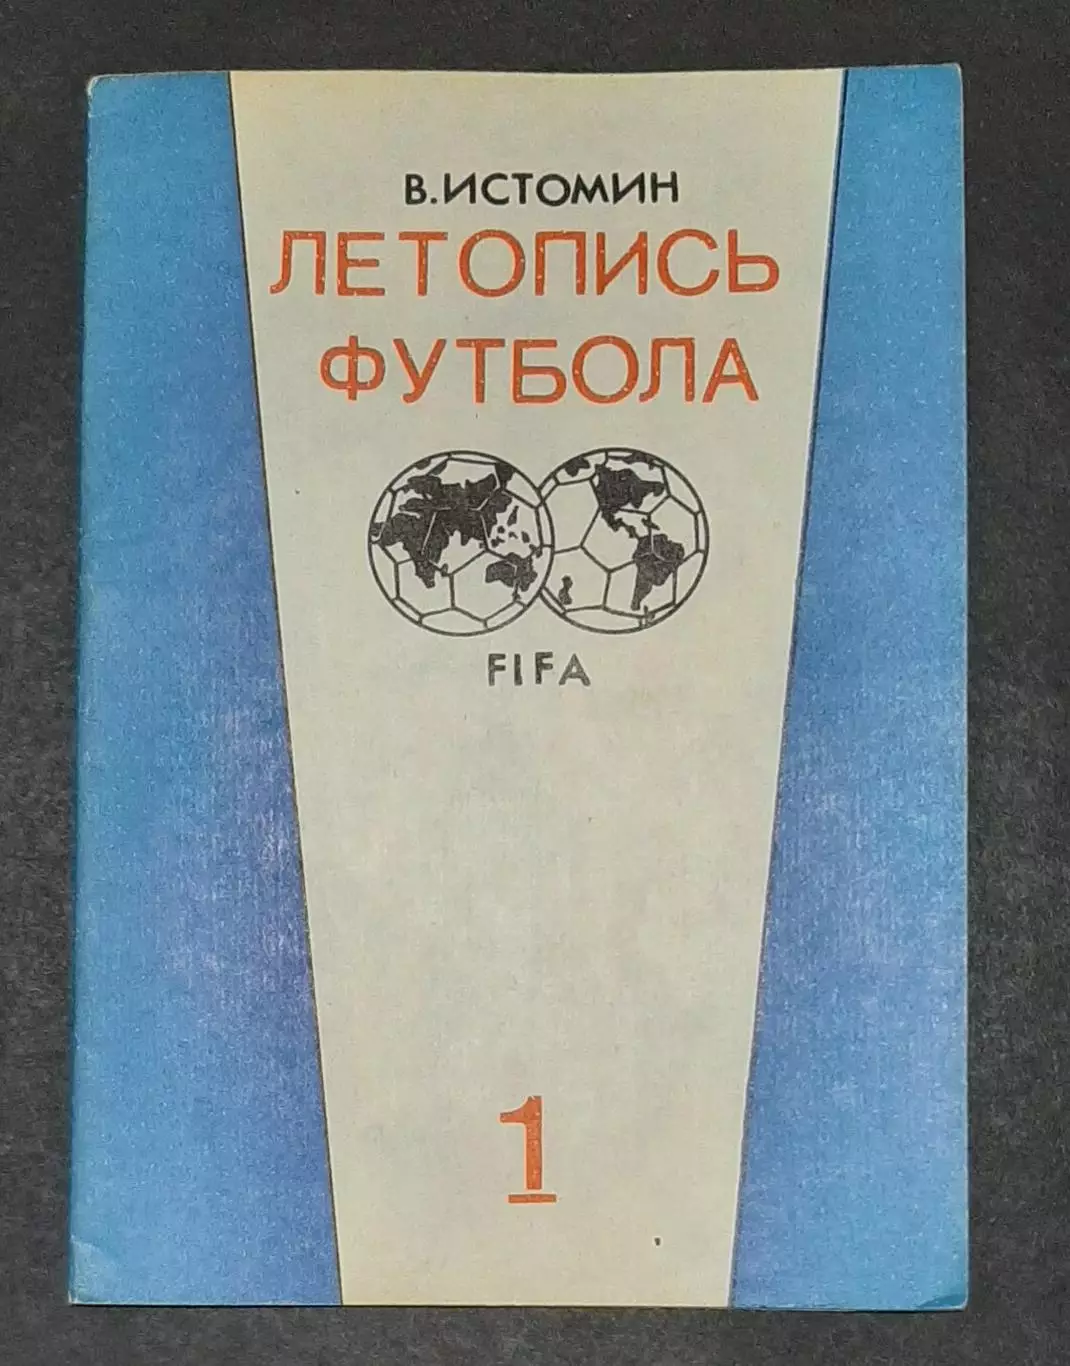 В.ИСТОМИН
ЛЕТОПИСЬ
ФУТБОЛА
FIFA
1